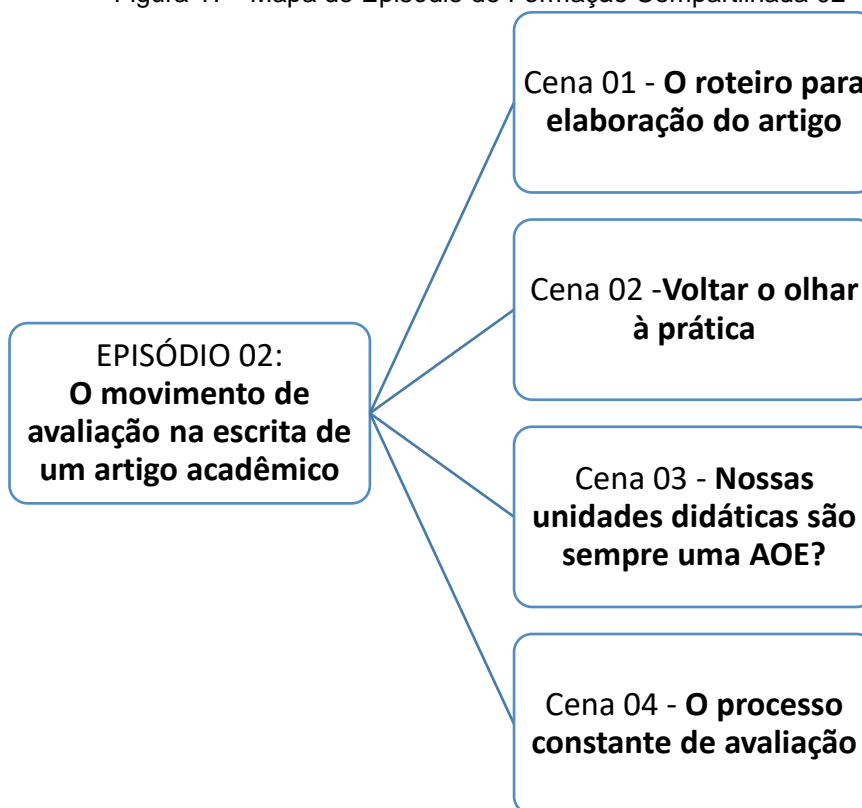 Figura 17 – Mapa do Episódio de Formação Compartilhada 02
Cena 01 - O roteiro para
elaboração do artigo
Cena 02 -Voltar o olhar
à prática
EPISÓDIO 02:
O movimento de
avaliação na escrita de
um artigo acadêmico
Cena 03 - Nossas
unidades didáticas são
sempre uma AOE?
Cena 04 - O processo
constante de avaliação